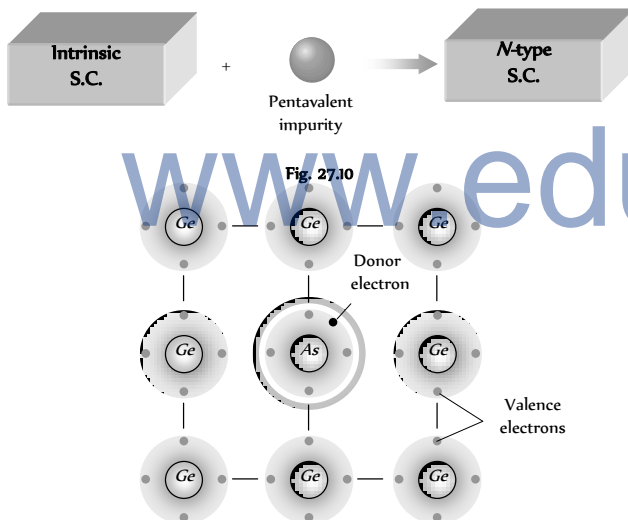 Intrinsic
S.C.
+
Pentavalent
impurity
N-type
S.C.
Fig. 27.10
www.edu
Ge Ge Ge
Donor
electron
Ge As Ge
Valence
electrons
Ge Ge Ge